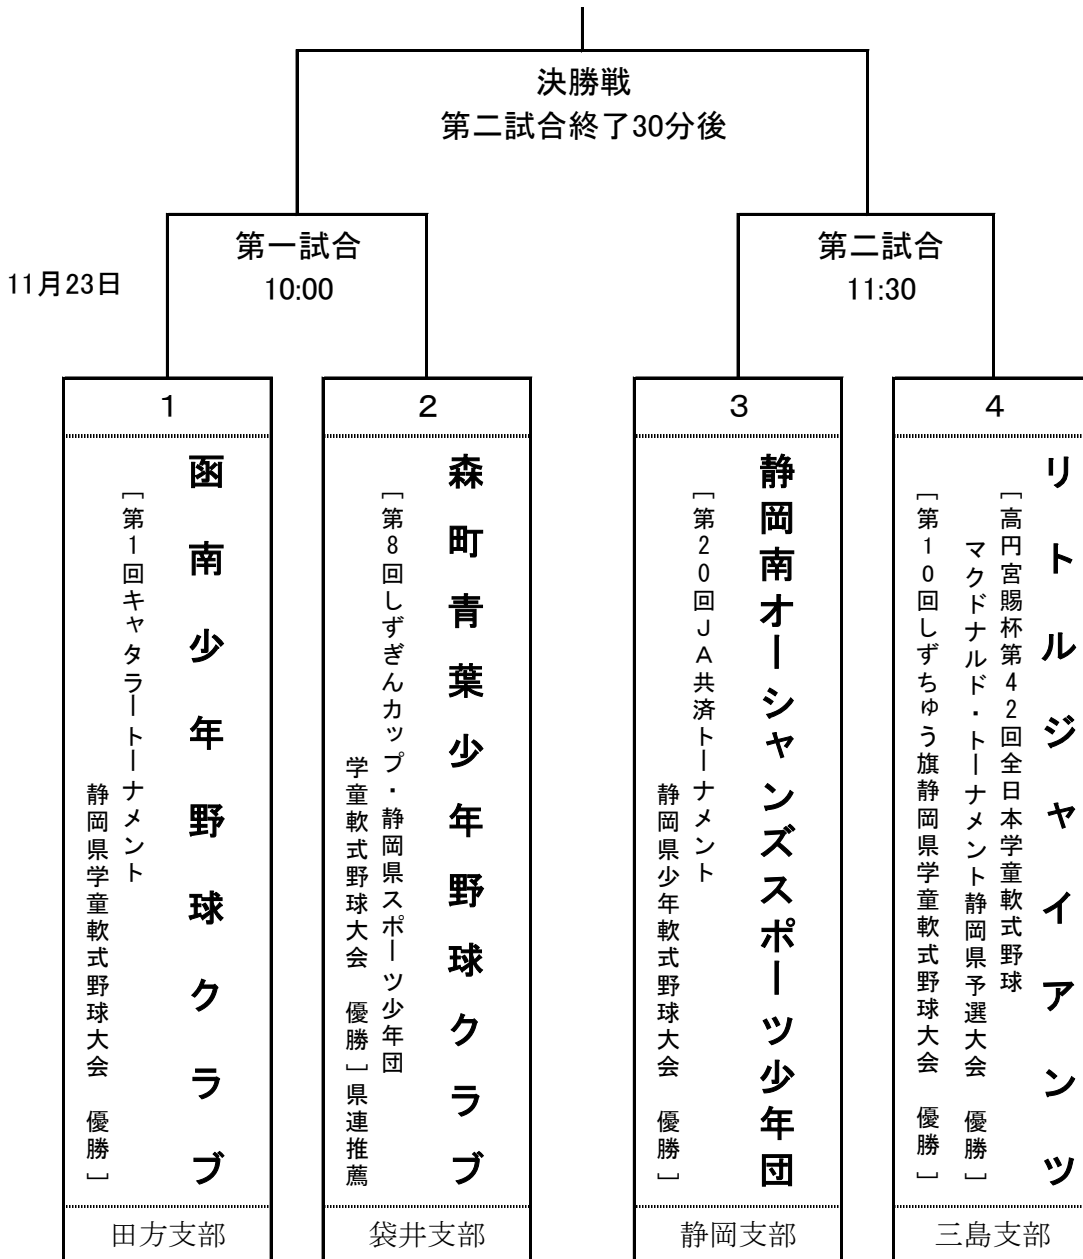 決勝戦
第二試合終了30分後
第一試合
10:00
第二試合
11:30
11月23日
1
函南少年野球クラブ
[第1回キャタラートーナメント
静岡県学童軟式野球大会　優勝]
田方支部
2
森町青葉少年野球クラブ
[第8回しずぎんカップ・静岡県スポーツ少年団
学童軟式野球大会　優勝]県連推薦
袋井支部
3
静岡南オーシャンズスポーツ少年団
[第20回JA共済トーナメント
静岡県少年軟式野球大会　優勝]
静岡支部
4
リトルジャイアンツ
[高円宮賜杯第42回全日本学童軟式野球
マクドナルド・トーナメント静岡県予選大会　優勝]
[第10回しずちゅう旗静岡県学童軟式野球大会　優勝]
三島支部